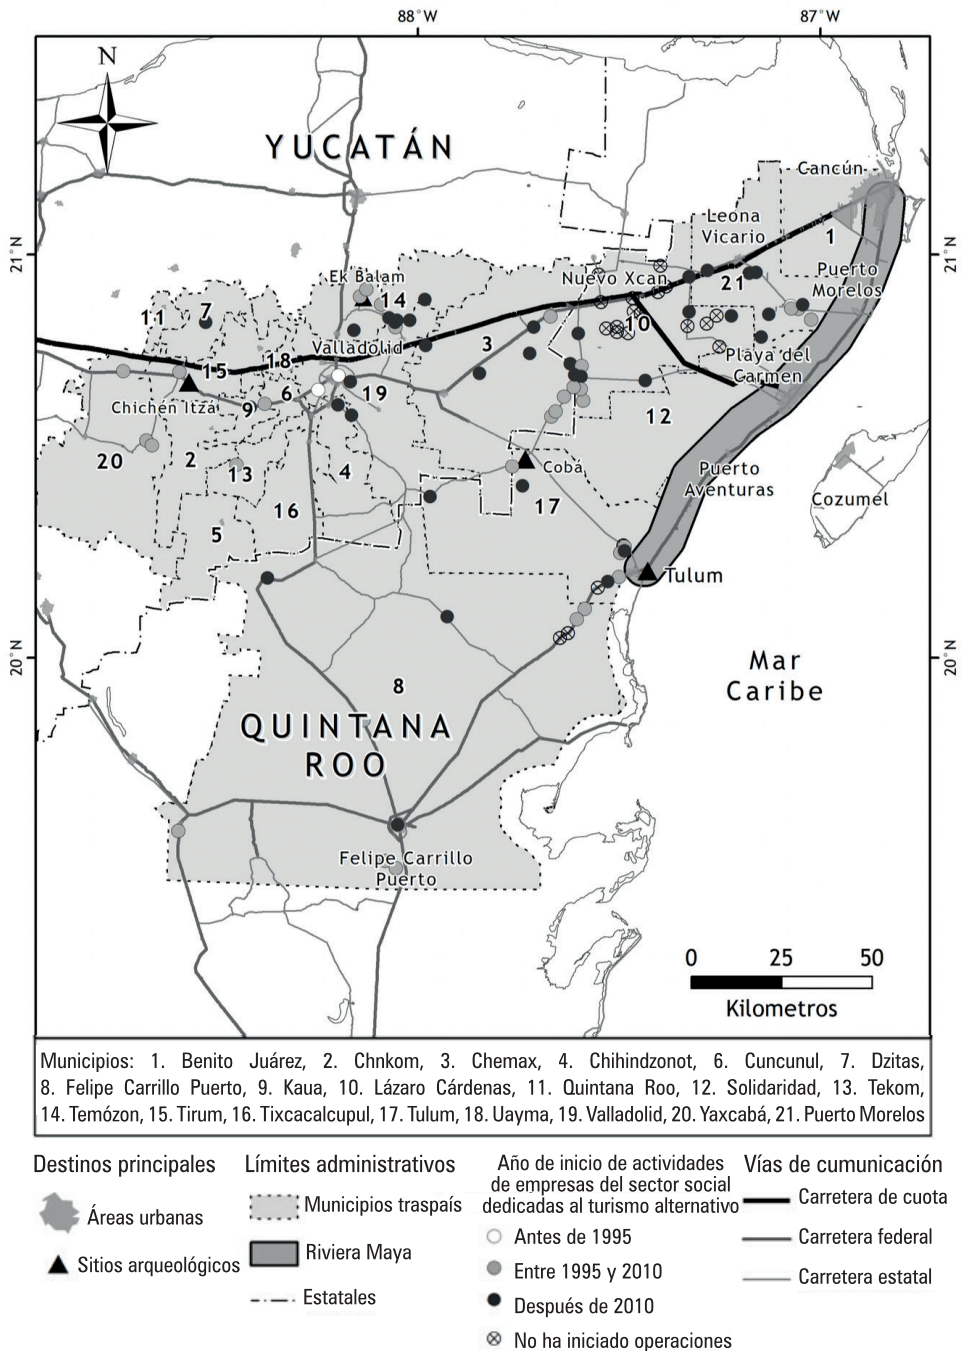 88°W 87°W
N
YUCATÁN
Cancún
Leona
Vicario
1
21°N
21°N
Ek Balam
Nuevo Xcan
21
Puerto
Morelos
14
11
7
10
Valladolid
3
18
15
Playa del
Carmen
6
19
Chichen Itzá
9
12
20
2
13
4
Cobá
Puerto
Aventuras
Cozumel
16
17
5
Tulum
20°N
20°N
Mar
Caribe
8
QUINTANA
ROO
Felipe Carrillo
Puerto
0 25 50
Kilometros
Municipios: 1. Benito Juárez, 2. Chnkom, 3. Chemax, 4. Chihindzonot, 6. Cuncunul, 7. Dzitas,
8. Felipe Carrillo Puerto, 9. Kaua, 10. Lázaro Cárdenas, 11. Quintana Roo, 12. Solidaridad, 13. Tekom,
14. Temózon, 15. Tirum, 16. Tixcacalcupul, 17. Tulum, 18. Uayma, 19. Valladolid, 20. Yaxcabá, 21. Puerto Morelos
Destinos principales
Áreas urbanas
Sitios arqueológicos
Límites administrativos
Municipios traspaís
Riviera Maya
Estatales
Año de inicio de actividades
de empresas del sector social
dedicadas al turismo alternativo
Antes de 1995
Entre 1995 y 2010
Después de 2010
No ha iniciado operaciones
Vías de cumunicación
Carretera de cuota
Carretera federal
Carretera estatal